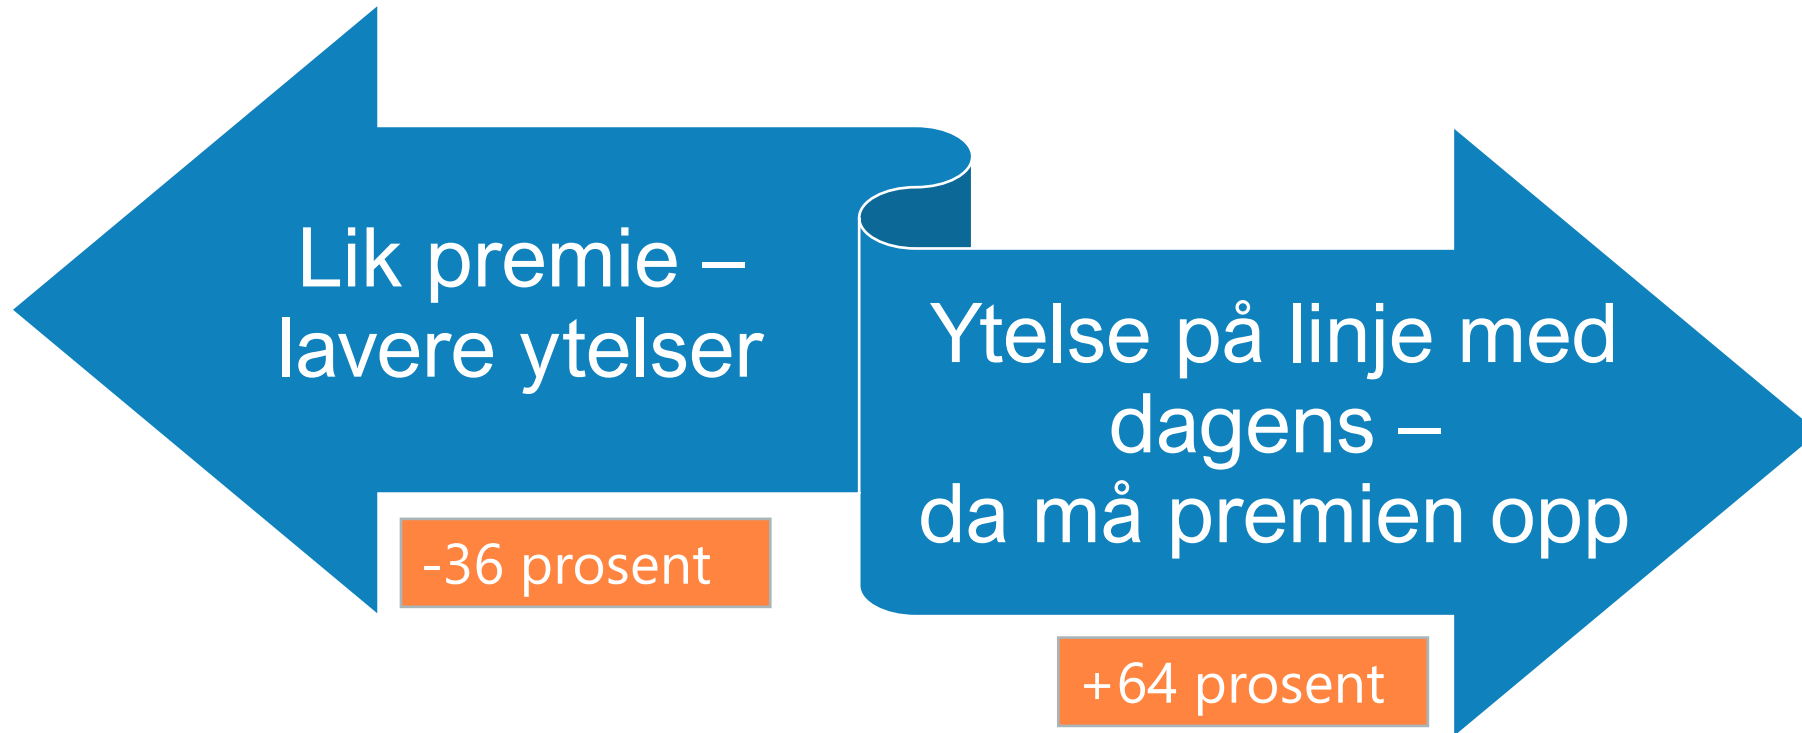 Lik premie –
lavere ytelser
-36 prosent
Ytelse på linje med
dagens –
da må premien opp
+64 prosent